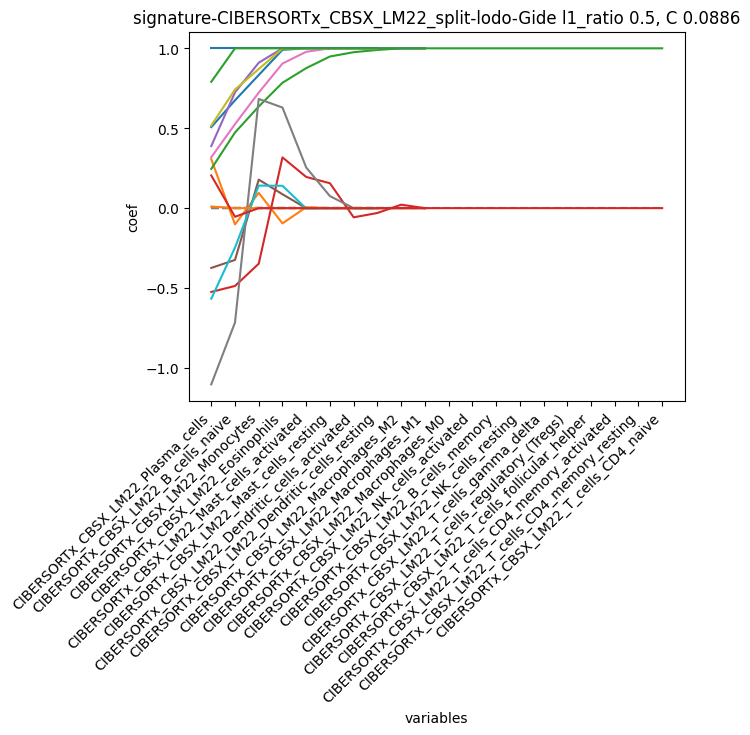 signature-CIBERSORTx_CBSX_LM22_split-lodo-Gide l1_ratio 0.5, C 0.0886
coef
1.0
0.5
0.0
−0.5
−1.0
CIBERSORTx_CBSX_LM22_Plasma_cells
CIBERSORTx_CBSX_LM22_B_cells_naive
CIBERSORTx_CBSX_LM22_Monocytes
CIBERSORTx_CBSX_LM22_Eosinophils
CIBERSORTx_CBSX_LM22_Mast_cells_activated
CIBERSORTx_CBSX_LM22_Mast_cells_resting
CIBERSORTx_CBSX_LM22_Dendritic_cells_activated
CIBERSORTx_CBSX_LM22_Dendritic_cells_resting
CIBERSORTx_CBSX_LM22_Macrophages_M2
CIBERSORTx_CBSX_LM22_Macrophages_M1
CIBERSORTx_CBSX_LM22_Macrophages_M0
CIBERSORTx_CBSX_LM22_NK_cells_activated
CIBERSORTx_CBSX_LM22_B_cells_memory
CIBERSORTx_CBSX_LM22_NK_cells_resting
CIBERSORTx_CBSX_LM22_T_cells_gamma_delta
CIBERSORTx_CBSX_LM22_T_cells_regulatory_(Tregs)
CIBERSORTx_CBSX_LM22_T_cells_follicular_helper
CIBERSORTx_CBSX_LM22_T_cells_CD4_memory_activated
CIBERSORTx_CBSX_LM22_T_cells_CD4_memory_resting
CIBERSORTx_CBSX_LM22_T_cells_CD4_naive
variables